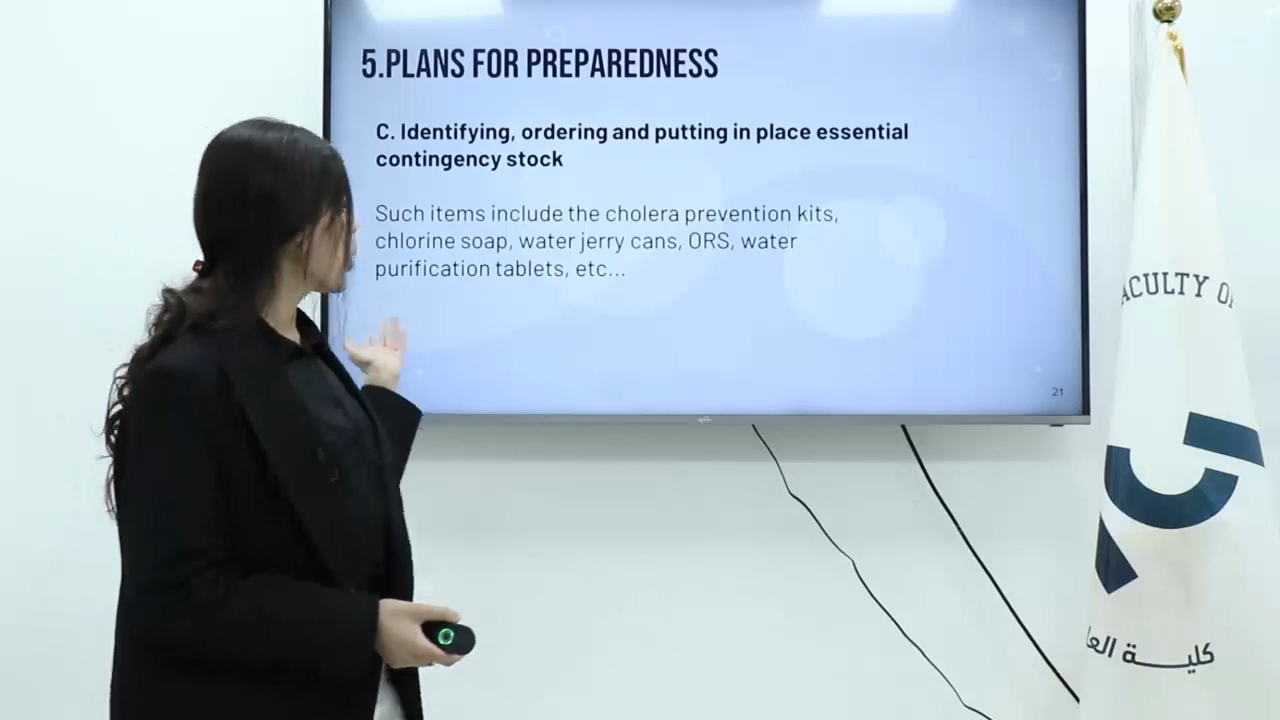 5.PLANS FOR PREPAREDNESS
C. Identifying, ordering and putting in place essential
contingency stock
Such items include the cholera prevention kits,
chlorine soap, water jerry cans, ORS, water
purification tablets, etc...
21
ACULTY O
كليـــة العا